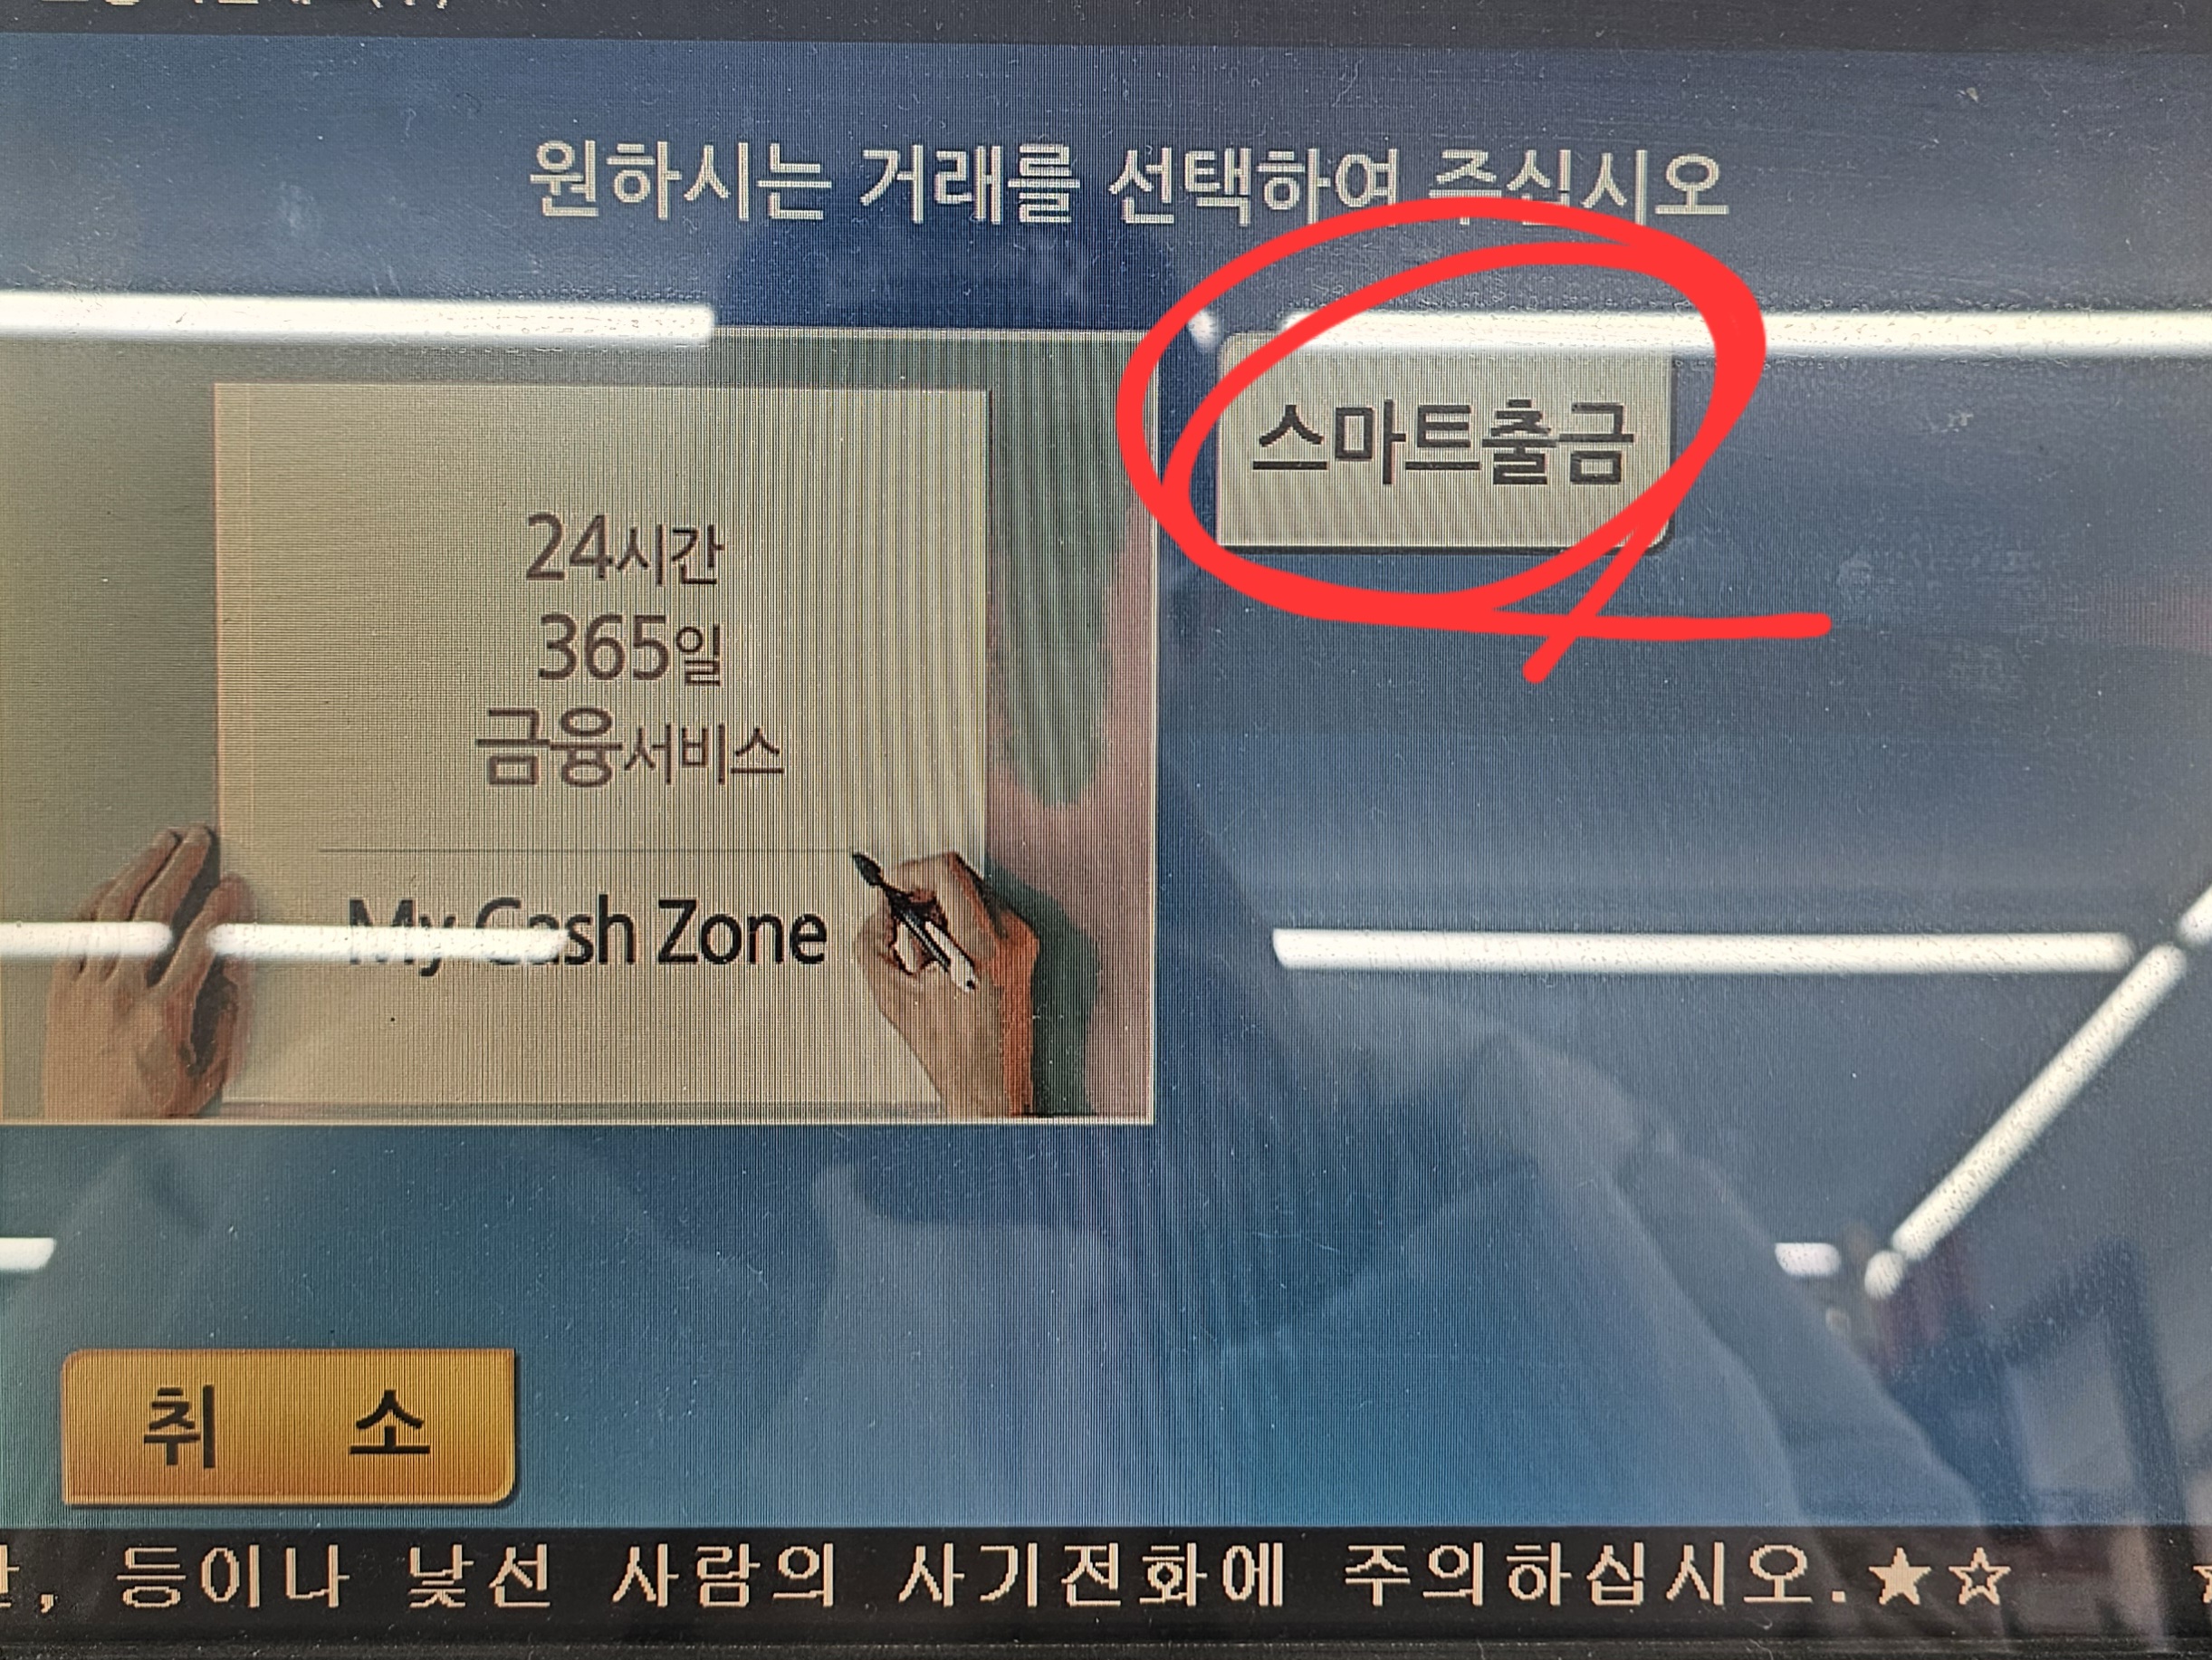 원하시는 거래를 선택하여 주십시오
스마트출금
24시간
365일
금융서비스
My Cash Zone
취 소
등이나 낯선 사람의 사기전화에 주의하십시오.★☆